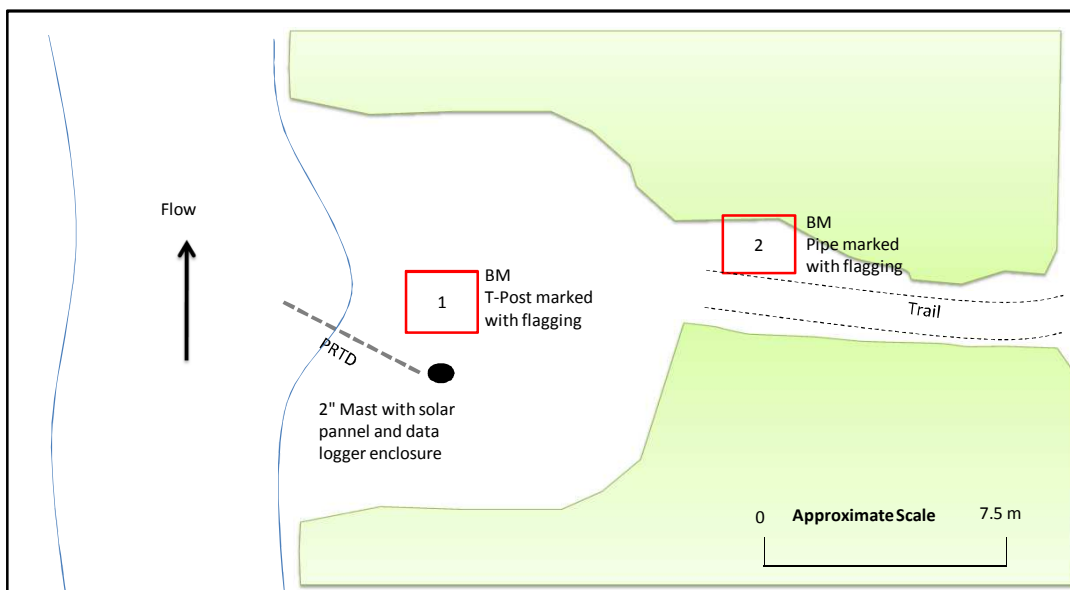 Flow
1
BM
T-Post marked
with flagging
2
BM
Pipe marked
with flagging
Trail
PRTD
2" Mast with solar
pannel and data
logger enclosure
0 Approximate Scale 7.5 m